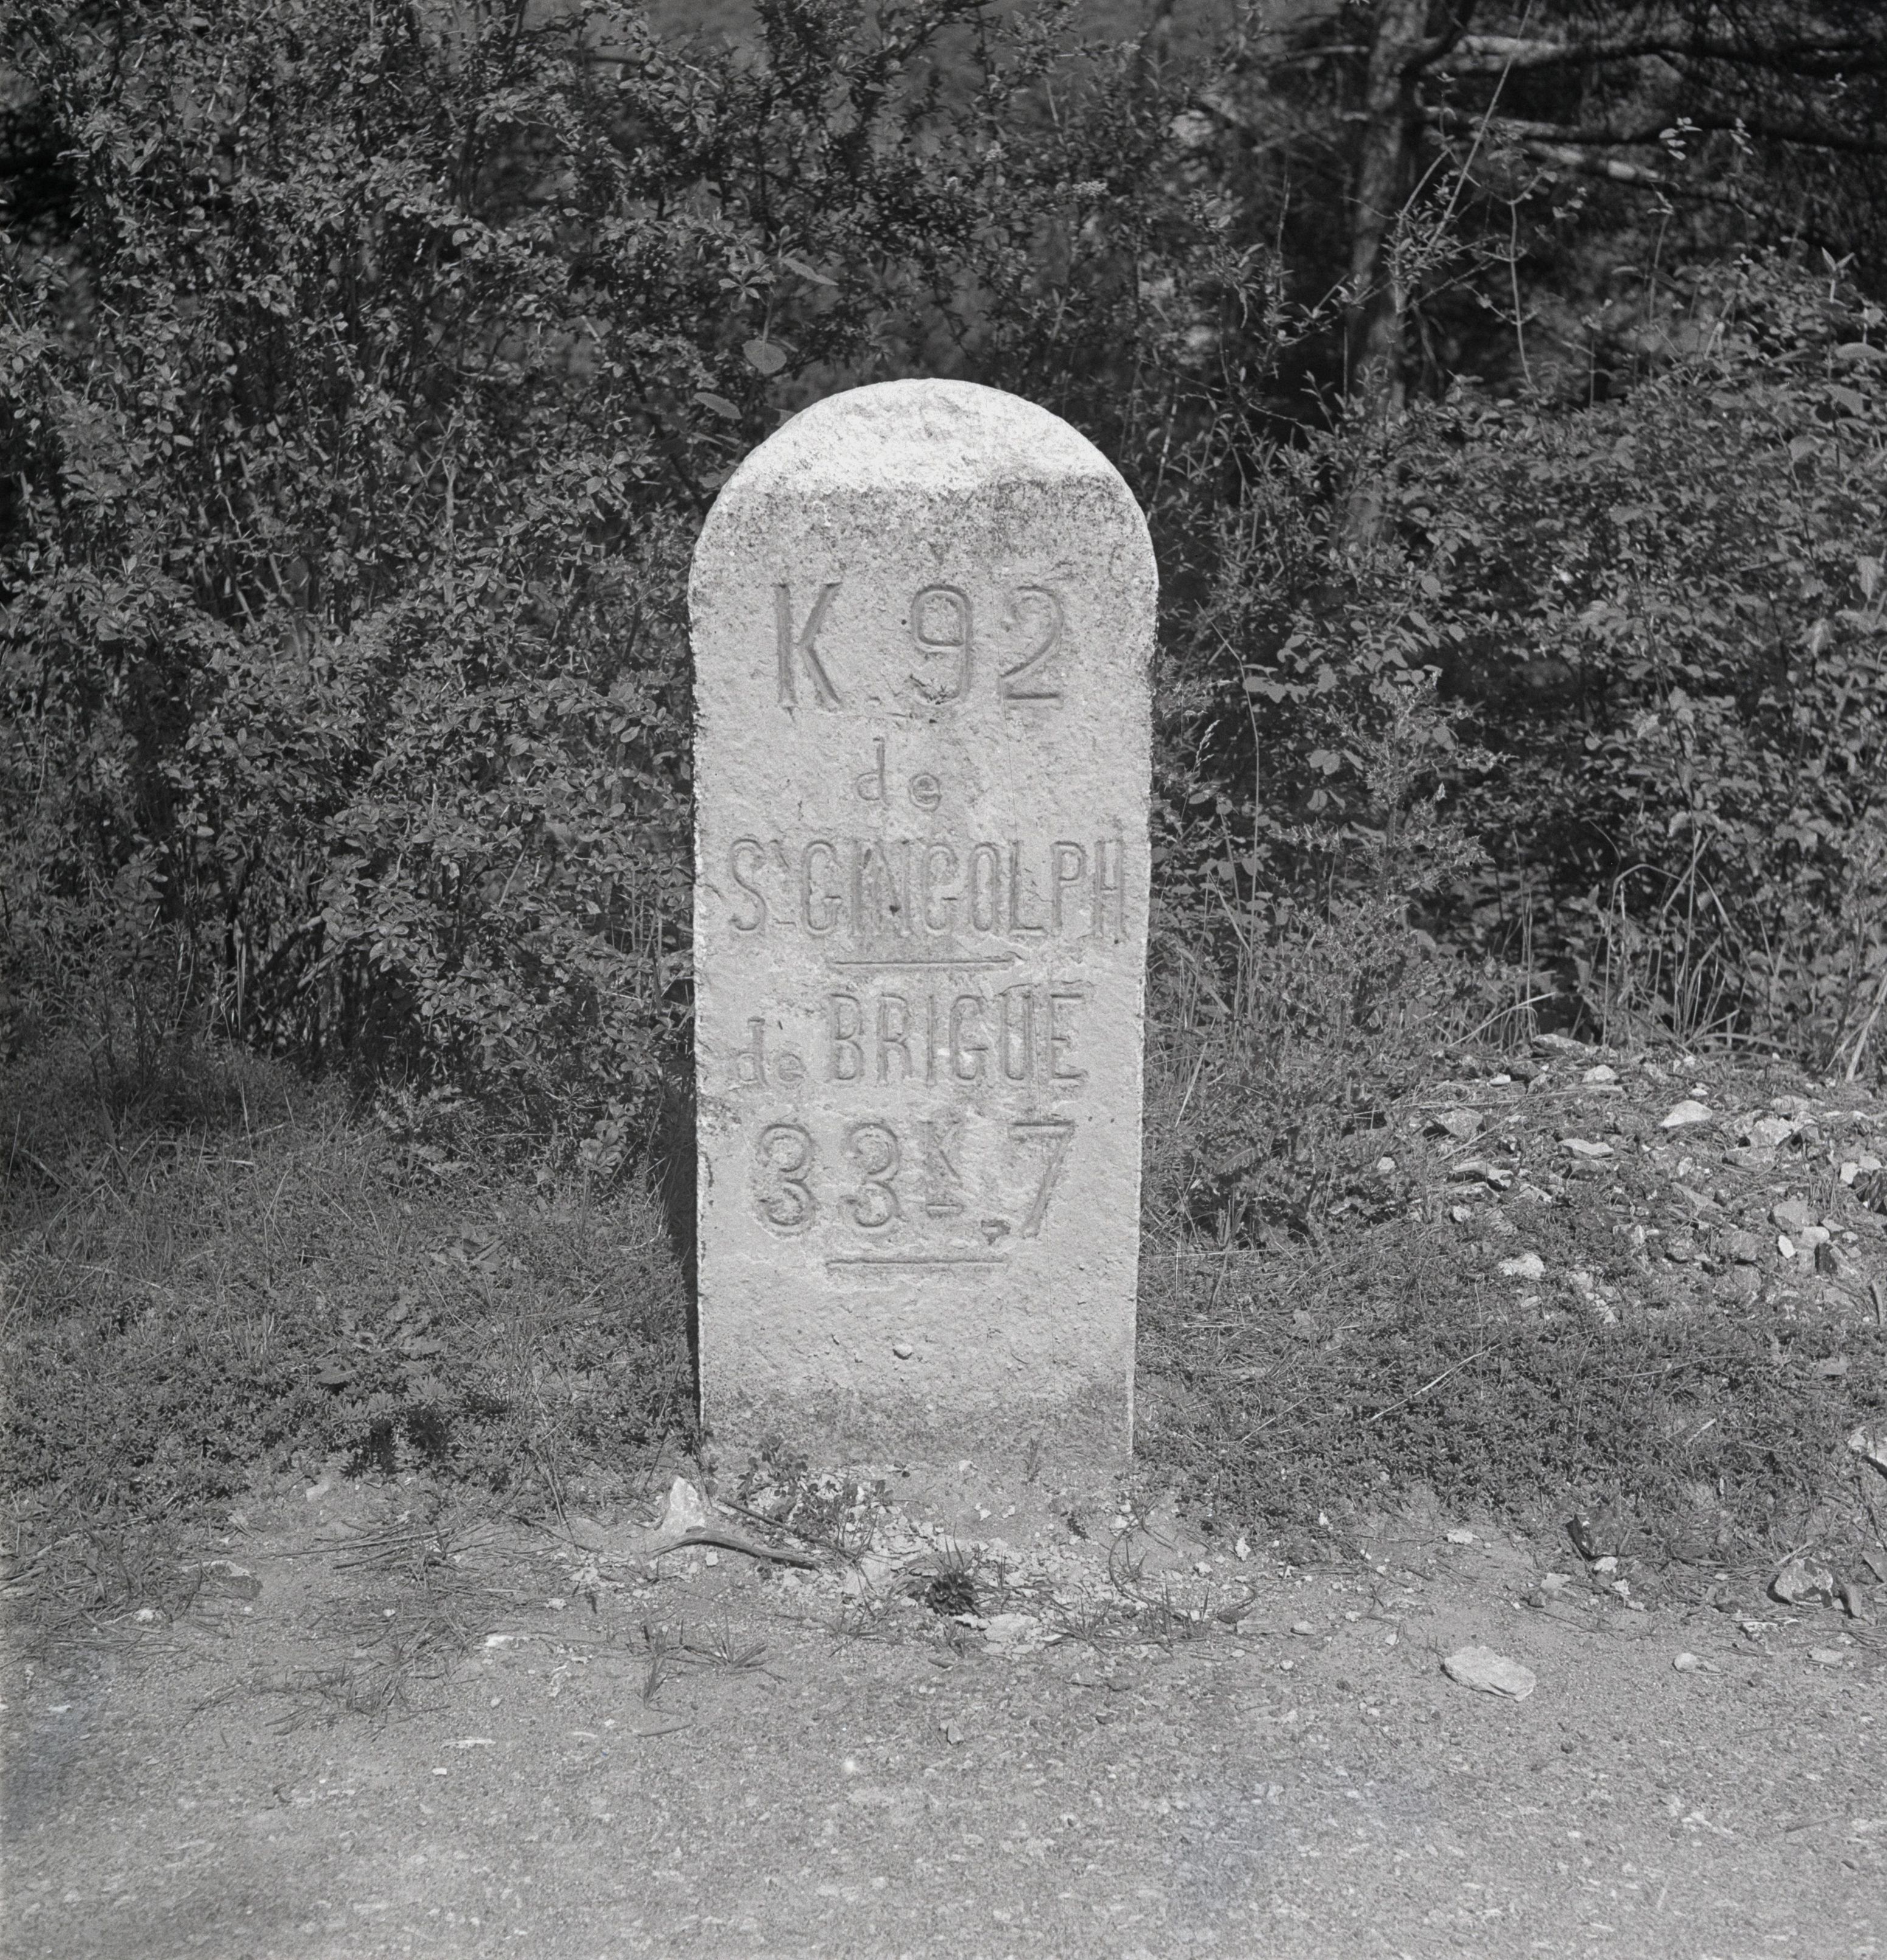 K 92
de
St GINGOLPH
de BRIGUE
33K,7